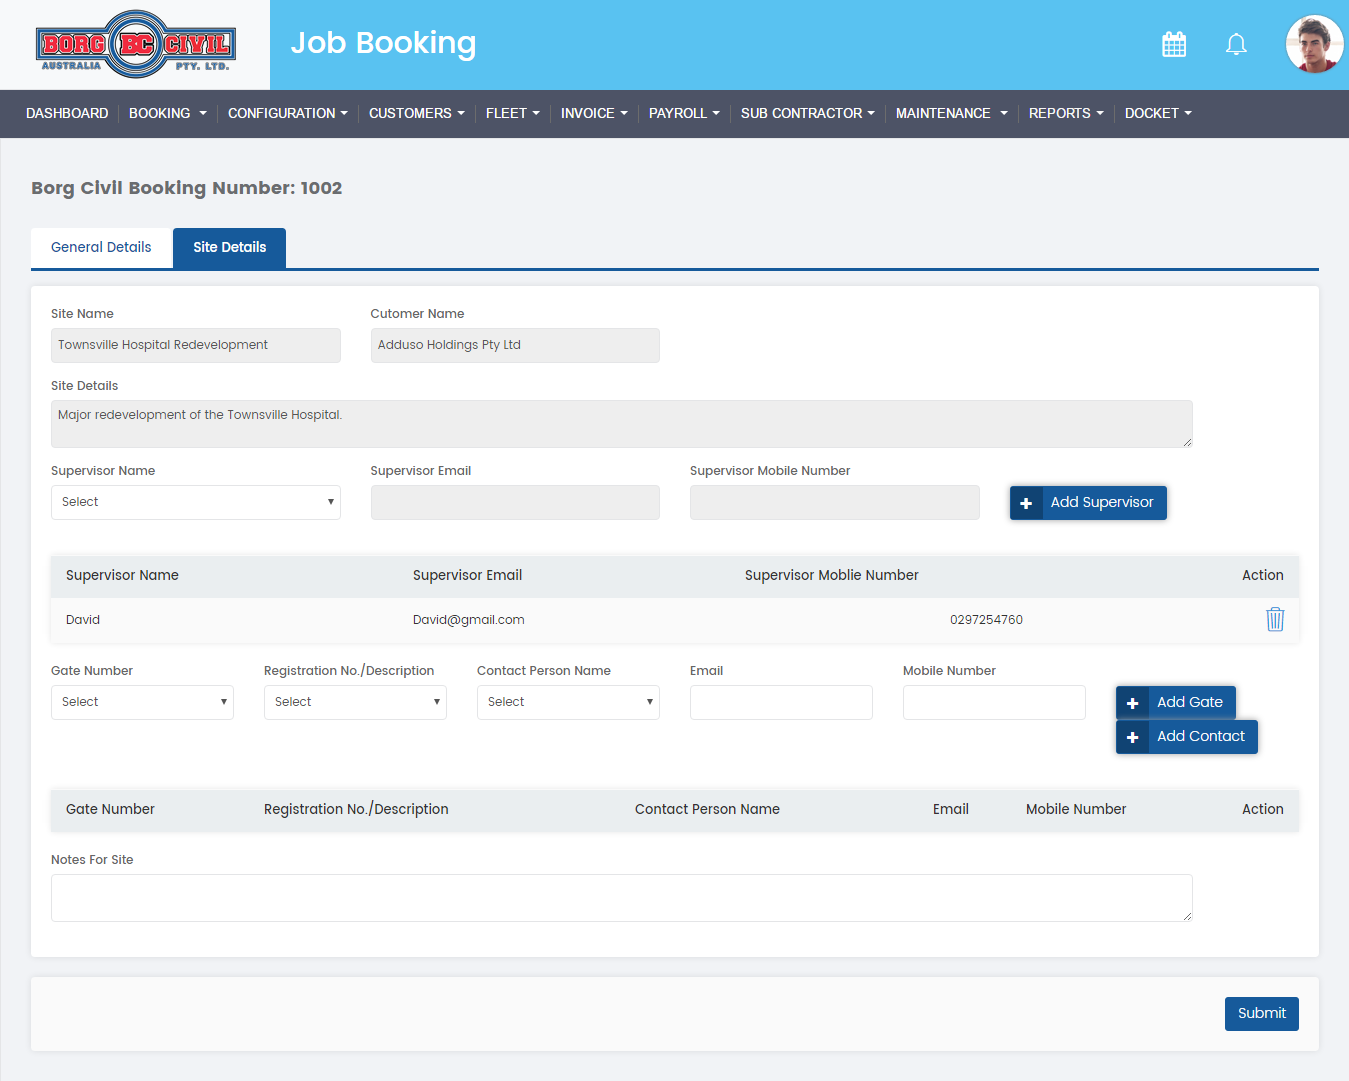 BORG BC CIVIL
AUSTRALIA PTY. LTD.
Job Booking
DASHBOARD BOOKING CONFIGURATION CUSTOMERS FLEET INVOICE PAYROLL SUB CONTRACTOR MAINTENANCE REPORTS DOCKET
Borg Civil Booking Number: 1002
General Details Site Details
Site Name Cutomer Name
Townsville Hospital Redevelopment Adduso Holdings Pty Ltd
Site Details
Major redevelopment of the Townsville Hospital.
Supervisor Name Supervisor Email Supervisor Mobile Number
Select Add Supervisor
Supervisor Name Supervisor Email Supervisor Moblie Number Action
David David@gmail.com 0297254760
Gate Number Registration No./Description Contact Person Name Email Mobile Number
Select Select Select Add Gate
Add Contact
Gate Number Registration No./Description Contact Person Name Email Mobile Number Action
Notes For Site
Submit